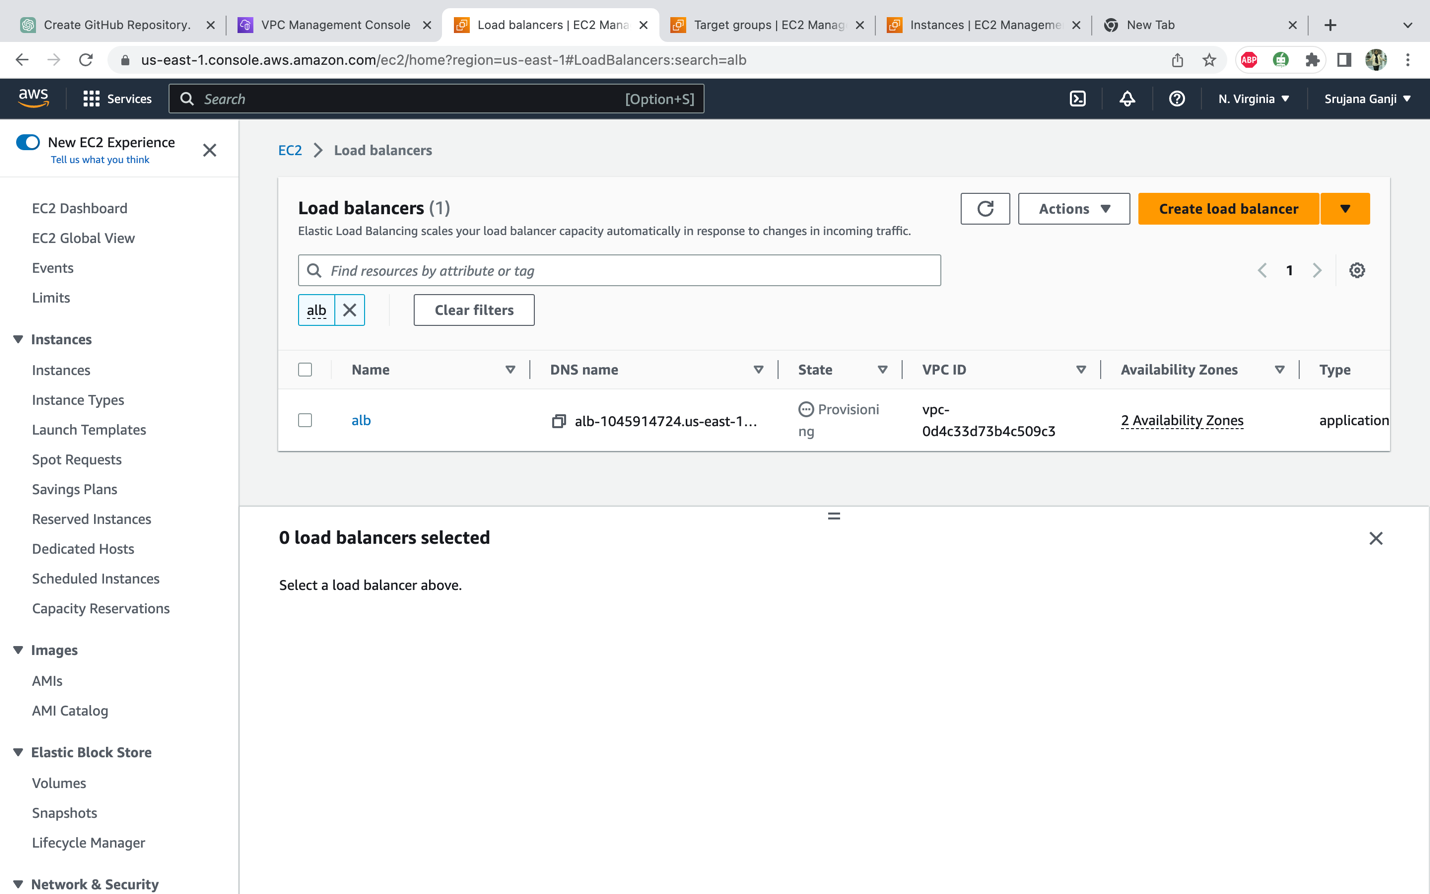 Create GitHub Repository.
VPC Management Console
Load balancers | EC2 Mana
Target groups | EC2 Manag
Instances | EC2 Manageme
New Tab
us-east-1.console.aws.amazon.com/ec2/home?region=us-east-1#LoadBalancers:search=alb
ABP
aws
Services
Search
[Option+S]
N. Virginia
Srujana Ganji
New EC2 Experience
Tell us what you think
EC2 Dashboard
EC2 Global View
Events
Limits
Instances
Instances
Instance Types
Launch Templates
Spot Requests
Savings Plans
Reserved Instances
Dedicated Hosts
Scheduled Instances
Capacity Reservations
Images
AMIs
AMI Catalog
Elastic Block Store
Volumes
Snapshots
Lifecycle Manager
Network & Security
EC2 > Load balancers
Load balancers (1)
Elastic Load Balancing scales your load balancer capacity automatically in response to changes in incoming traffic.
Actions
Create load balancer
Find resources by attribute or tag
1
alb
Clear filters
Name
DNS name
State
VPC ID
Availability Zones
Type
alb
alb-1045914724.us-east-1...
Provisioni
ng
vpc-
0d4c33d73b4c509c3
2 Availability Zones
application
0 load balancers selected
Select a load balancer above.